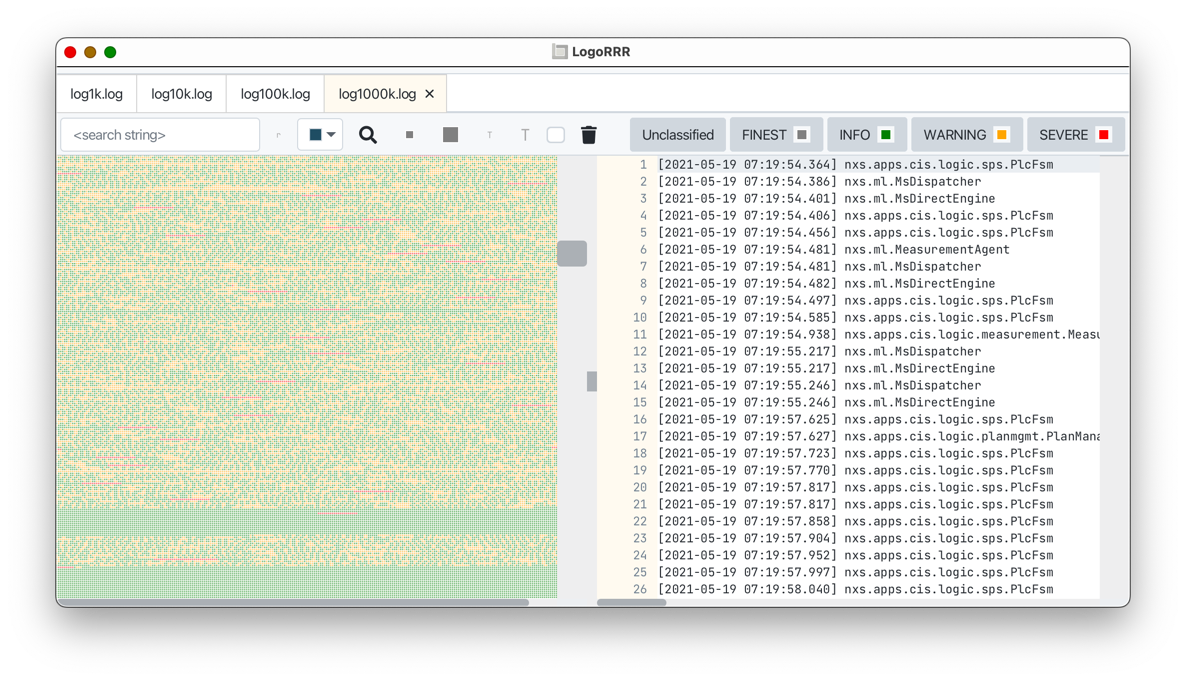 LogoRRR
log1k.log log10k.log log100k.log log1000k.log ✕
<search string> r T T Unclassified FINEST INFO WARNING SEVERE
1 [2021-05-19 07:19:54.364] nxs.apps.cis.logic.sps.PlcFsm
2 [2021-05-19 07:19:54.386] nxs.ml.MsDispatcher
3 [2021-05-19 07:19:54.401] nxs.ml.MsDirectEngine
4 [2021-05-19 07:19:54.406] nxs.apps.cis.logic.sps.PlcFsm
5 [2021-05-19 07:19:54.456] nxs.apps.cis.logic.sps.PlcFsm
6 [2021-05-19 07:19:54.481] nxs.ml.MeasurementAgent
7 [2021-05-19 07:19:54.481] nxs.ml.MsDispatcher
8 [2021-05-19 07:19:54.482] nxs.ml.MsDirectEngine
9 [2021-05-19 07:19:54.497] nxs.apps.cis.logic.sps.PlcFsm
10 [2021-05-19 07:19:54.585] nxs.apps.cis.logic.sps.PlcFsm
11 [2021-05-19 07:19:54.938] nxs.apps.cis.logic.measurement.Measu
12 [2021-05-19 07:19:55.217] nxs.ml.MsDispatcher
13 [2021-05-19 07:19:55.217] nxs.ml.MsDirectEngine
14 [2021-05-19 07:19:55.246] nxs.ml.MsDispatcher
15 [2021-05-19 07:19:55.246] nxs.ml.MsDirectEngine
16 [2021-05-19 07:19:57.625] nxs.apps.cis.logic.sps.PlcFsm
17 [2021-05-19 07:19:57.627] nxs.apps.cis.logic.planmgmt.PlanMana
18 [2021-05-19 07:19:57.723] nxs.apps.cis.logic.sps.PlcFsm
19 [2021-05-19 07:19:57.770] nxs.apps.cis.logic.sps.PlcFsm
20 [2021-05-19 07:19:57.817] nxs.apps.cis.logic.sps.PlcFsm
21 [2021-05-19 07:19:57.817] nxs.apps.cis.logic.sps.PlcFsm
22 [2021-05-19 07:19:57.858] nxs.apps.cis.logic.sps.PlcFsm
23 [2021-05-19 07:19:57.904] nxs.apps.cis.logic.sps.PlcFsm
24 [2021-05-19 07:19:57.952] nxs.apps.cis.logic.sps.PlcFsm
25 [2021-05-19 07:19:57.997] nxs.apps.cis.logic.sps.PlcFsm
26 [2021-05-19 07:19:58.040] nxs.apps.cis.logic.sps.PlcFsm